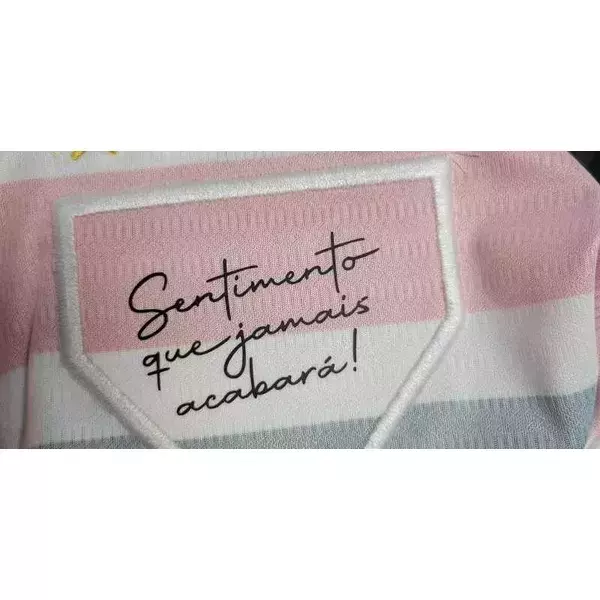 Sentimento
que jamais
acabará!